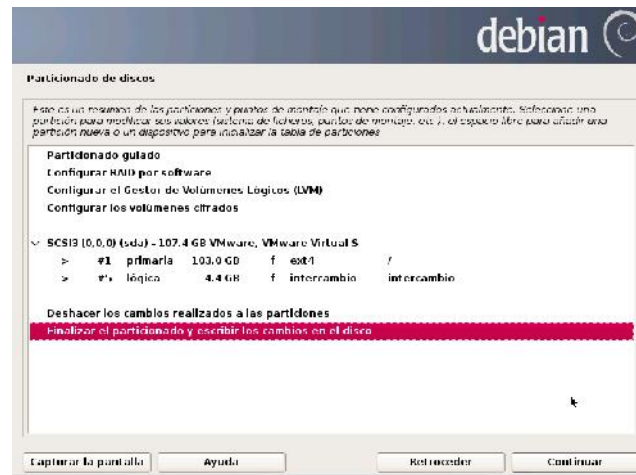 debian
Particionado de discos
Este es un resumen de las particiones y puntos de montaje que tiene configurados actualmente. Seleccione una
partición para modificar sus valores (sistema de ficheros, puntos de montaje, etc.), el espacio libre para añadir una
partición nueva o un dispositivo para inicializar la tabla de particiones
Particionado guiado
Configurar RAID por software
Configurar el Gestor de Volúmenes Lógicos (LVM)
Configurar los volúmenes cifrados
SCSI3 (0,0,0) (sda) - 107.4 GB VMware, VMware Virtual S
> #1 primaria 103.0 GB f ext4 /
> #5 lógica 4.4 GB f intercambio intercambio
Deshacer los cambios realizados a las particiones
Finalizar el particionado y escribir los cambios en el disco
Capturar la pantalla Ayuda Retroceder Continuar